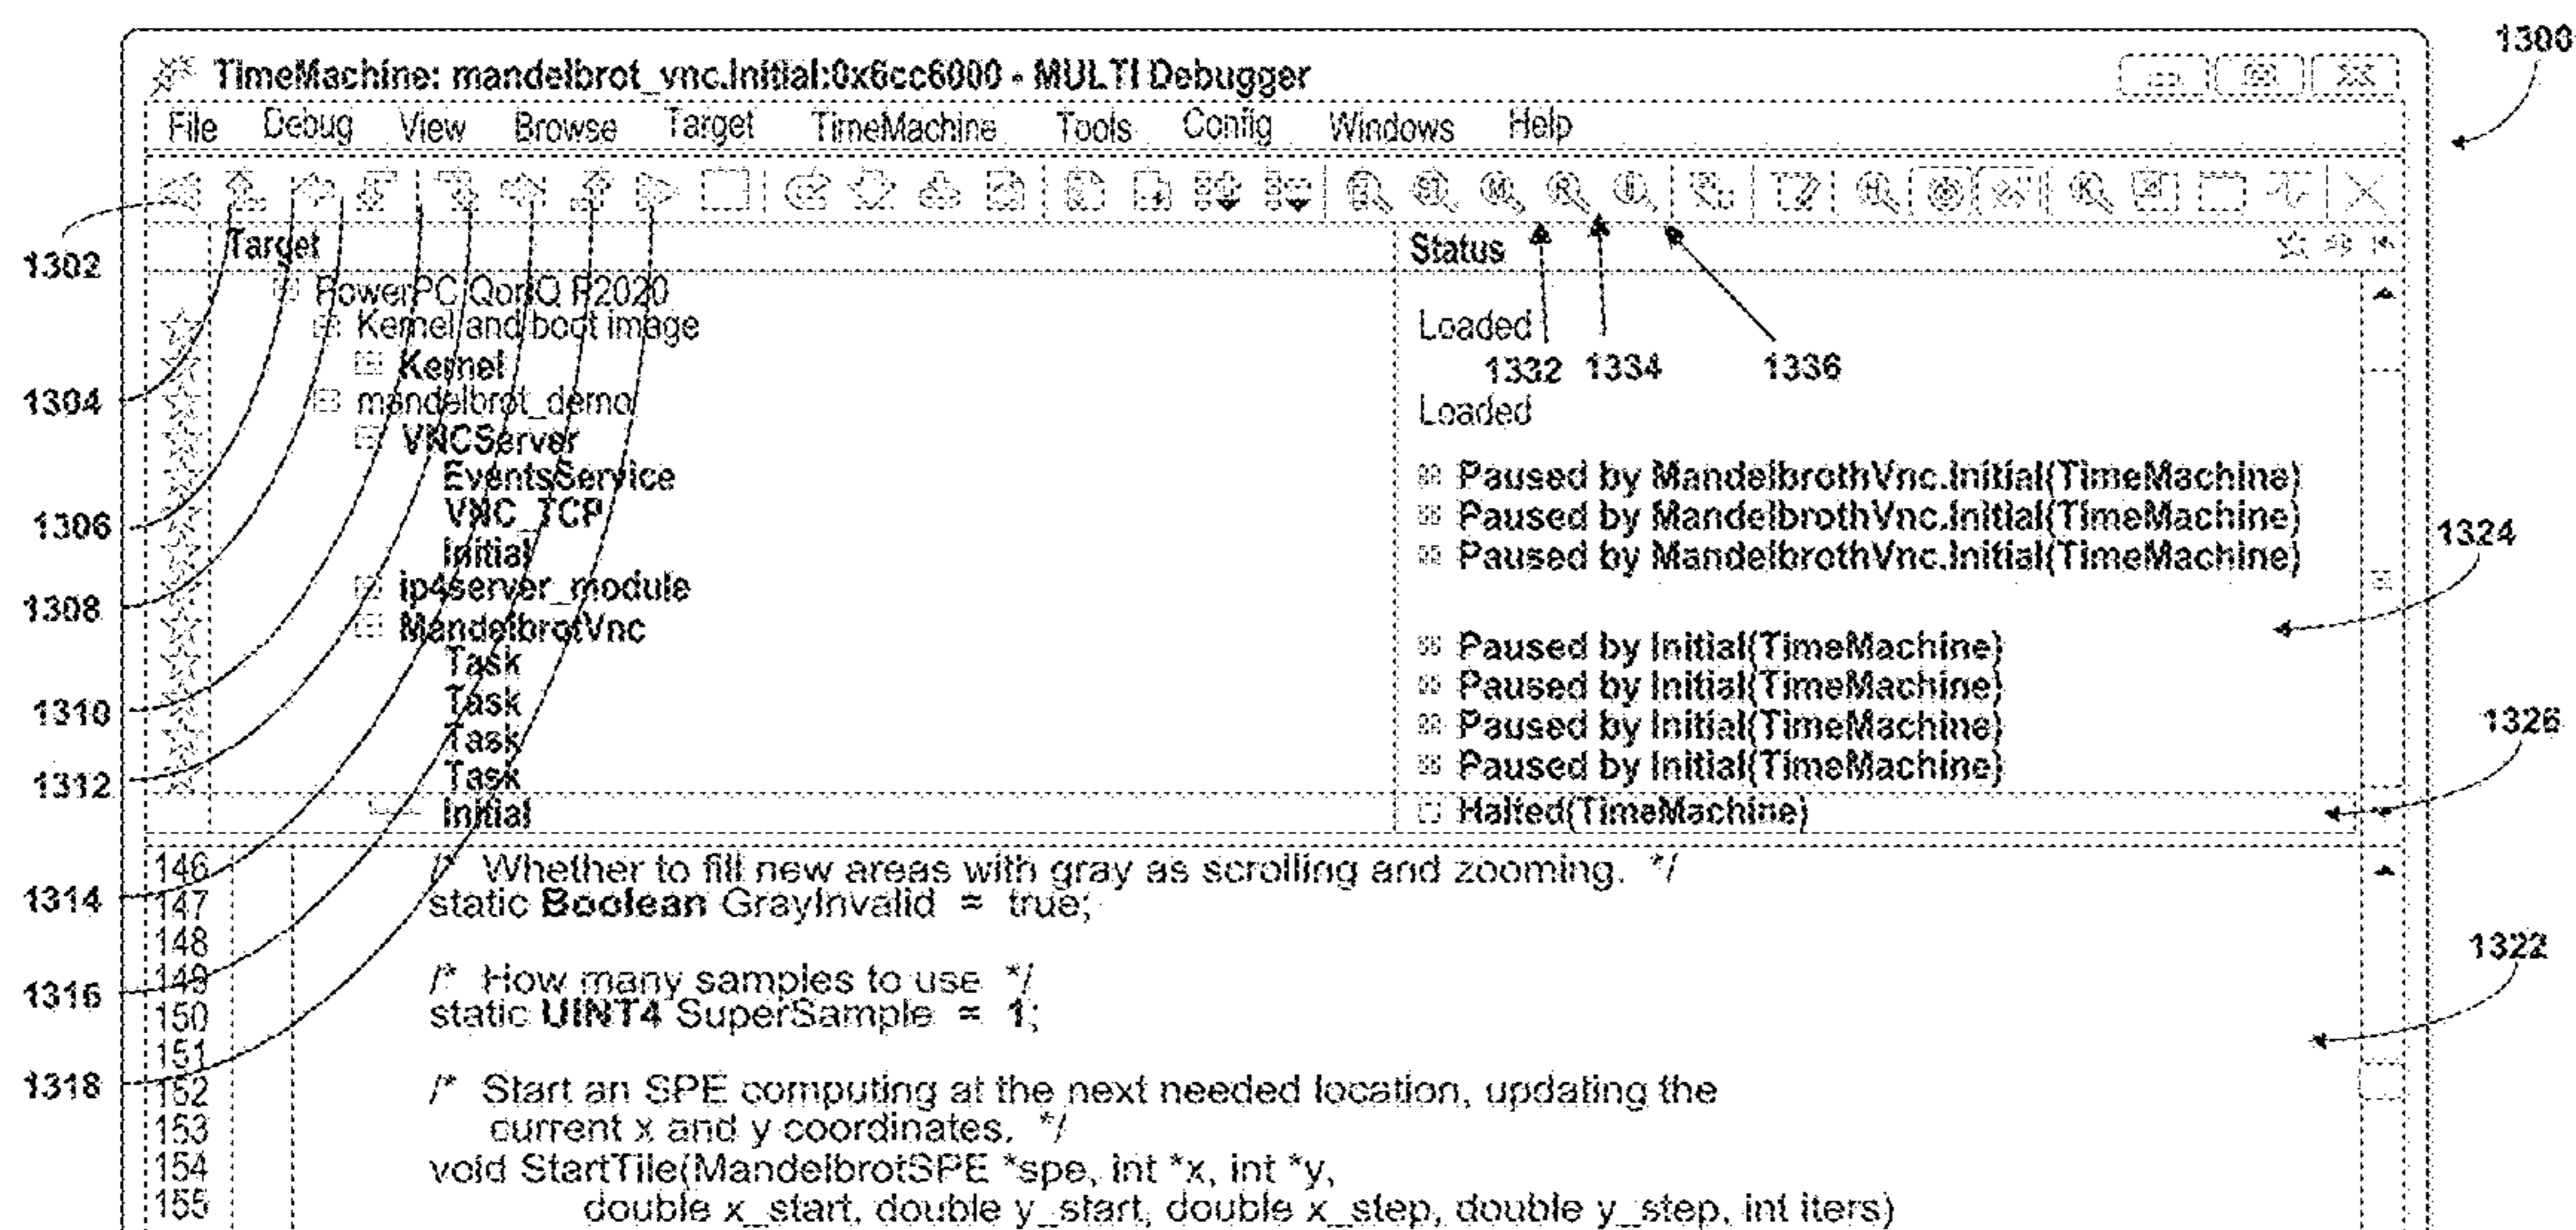 1300
TimeMachine: mandelbrot_vnc.Initial:0x6cc6000 - MULTI Debugger
File Debug View Browse Target TimeMachine Tools Config Windows Help
1302
Target Status
PowerPC QorIQ P2020
Kernel and boot image Loaded
Kernel 1332 1334 1336
1304 mandelbrot_demo Loaded
VNCServer
EventsService Paused by MandelbrothVnc.Initial(TimeMachine)
1306 VNC_TCP Paused by MandelbrothVnc.Initial(TimeMachine) 1324
Initial Paused by MandelbrothVnc.Initial(TimeMachine)
1308 ip4server_module
MandelbrotVnc
Task Paused by Initial(TimeMachine)
1310 Task Paused by Initial(TimeMachine)
Task Paused by Initial(TimeMachine) 1326
1312 Task Paused by Initial(TimeMachine)
Initial Halted(TimeMachine)
146 /* Whether to fill new areas with gray as scrolling and zooming. */
1314 147 static Boolean GrayInvalid = true;
148 1322
149 /* How many samples to use */
1316 150 static UINT4 SuperSample = 1;
151
1318 152 /* Start an SPE computing at the next needed location, updating the
153 current x and y coordinates. */
154 void StartTile(MandelbrotSPE *spe, int *x, int *y,
155 double x_start, double y_start, double x_step, double y_step, int iters)